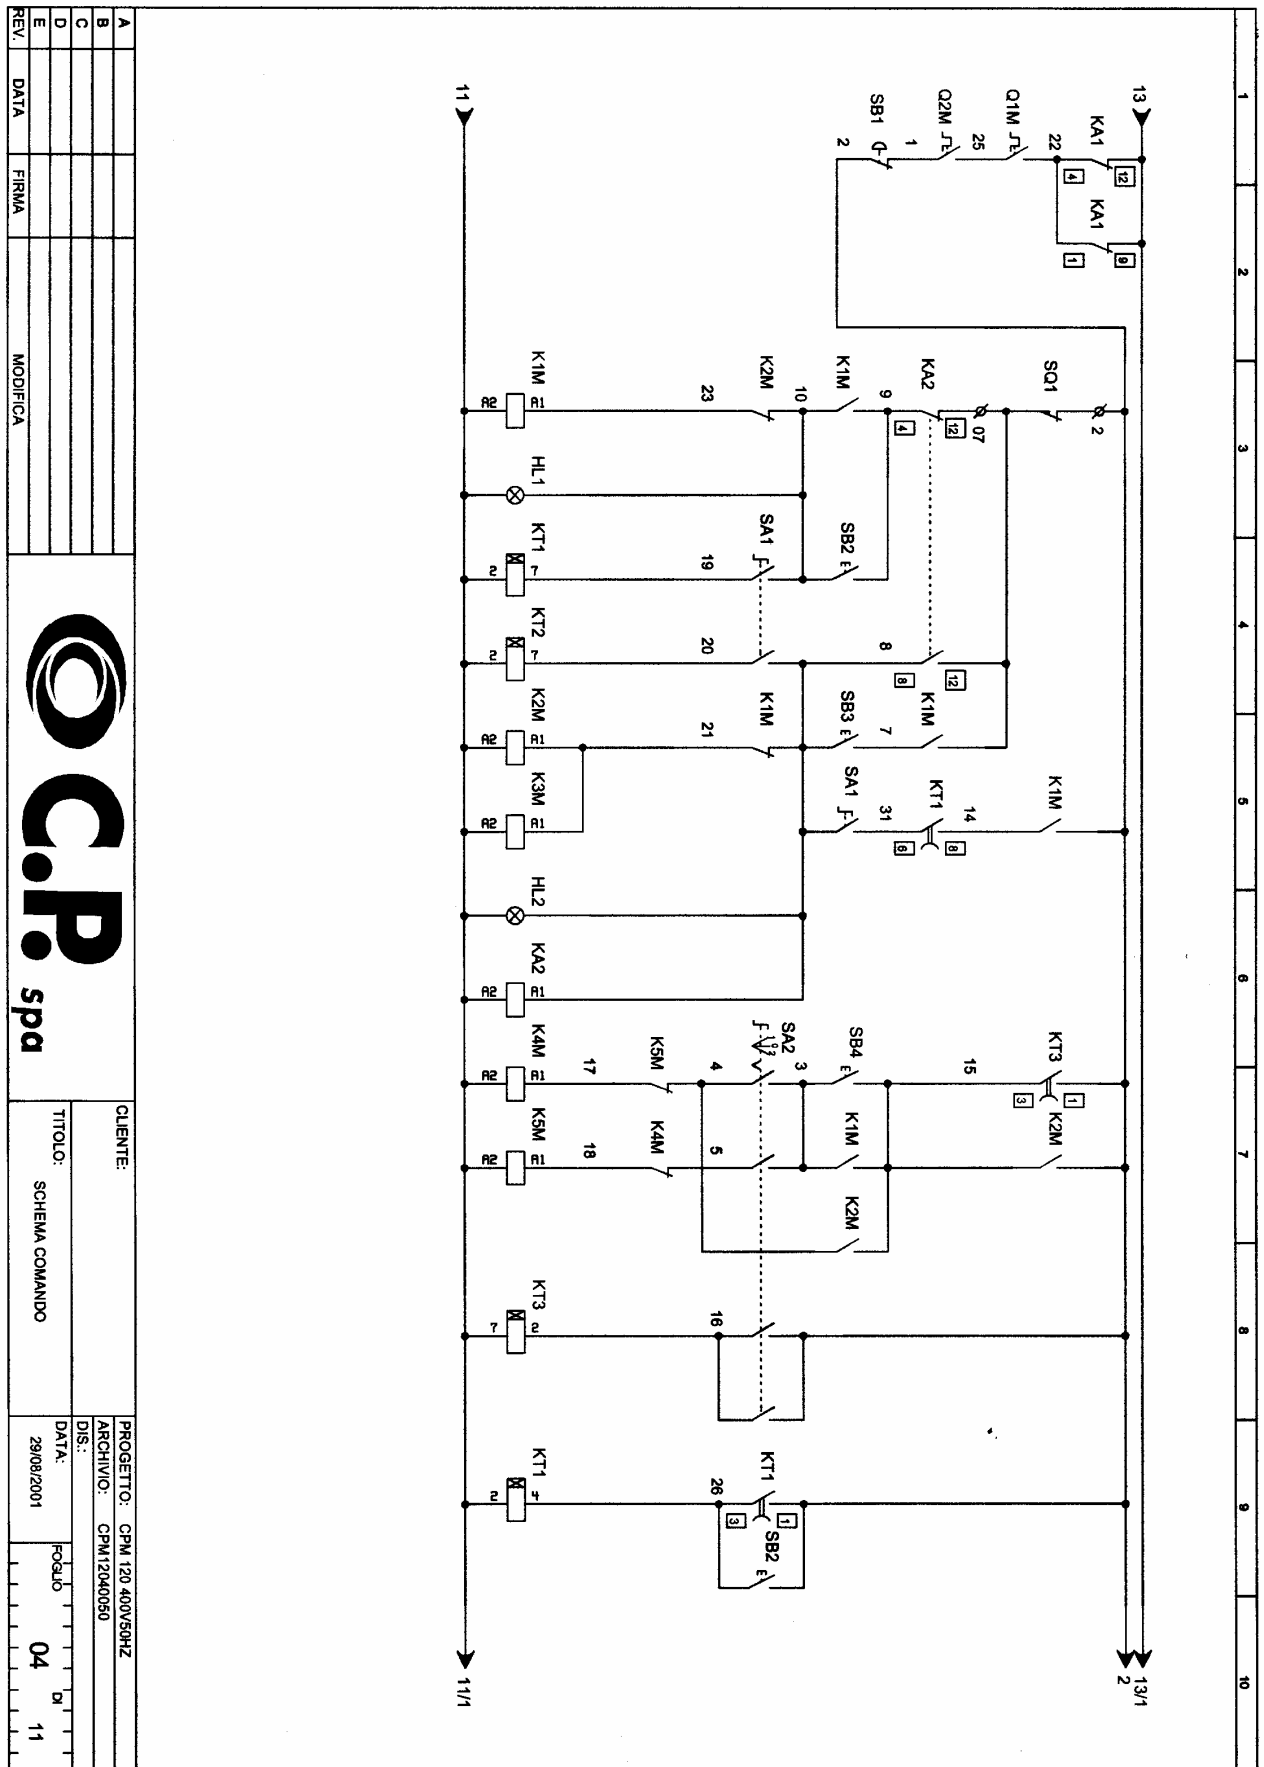 1
2
3
4
5
6
7
8
9
10
13
13/1
2
KA1
12
4
KA1
9
1
22
Q1M
25
Q2M
1
SB1
2
2
SQ1
07
KA2
12
4
9
K1M
10
K2M
23
K1M
A1
A2
HL1
SB2
SA1
19
KT1
7
2
12
8
8
20
KT2
7
2
K1M
7
SB3
K1M
21
K2M
A1
A2
K3M
A1
A2
K1M
14
KT1
8
6
31
SA1
HL2
KA2
A1
A2
KT3
1
3
15
SB4
3
SA2
1 0 2
4
K5M
17
K4M
A1
A2
K2M
K1M
5
K4M
18
K5M
A1
A2
K2M
16
KT3
2
7
KT1
1
3
SB2
26
KT1
4
2
11
11/1
A
B
C
D
E
REV.
DATA
FIRMA
MODIFICA
C.P. spa
CLIENTE:
TITOLO:
SCHEMA COMANDO
PROGETTO: CPM 120 400V50HZ
ARCHIVIO: CPM12040050
DIS.:
DATA:
29/08/2001
FOGLIO
04 DI 11